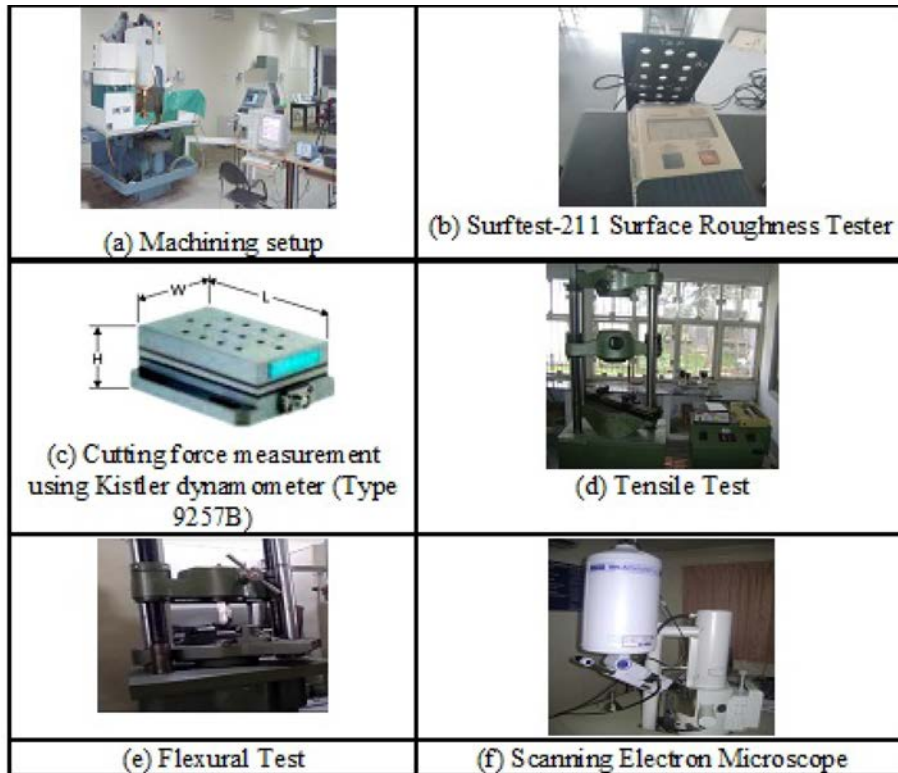 (a) Machining setup
(b) Surftest-211 Surface Roughness Tester
W
L
H
(c) Cutting force measurement
using Kistler dynamometer (Type
9257B)
(d) Tensile Test
(e) Flexural Test
(f) Scanning Electron Microscope